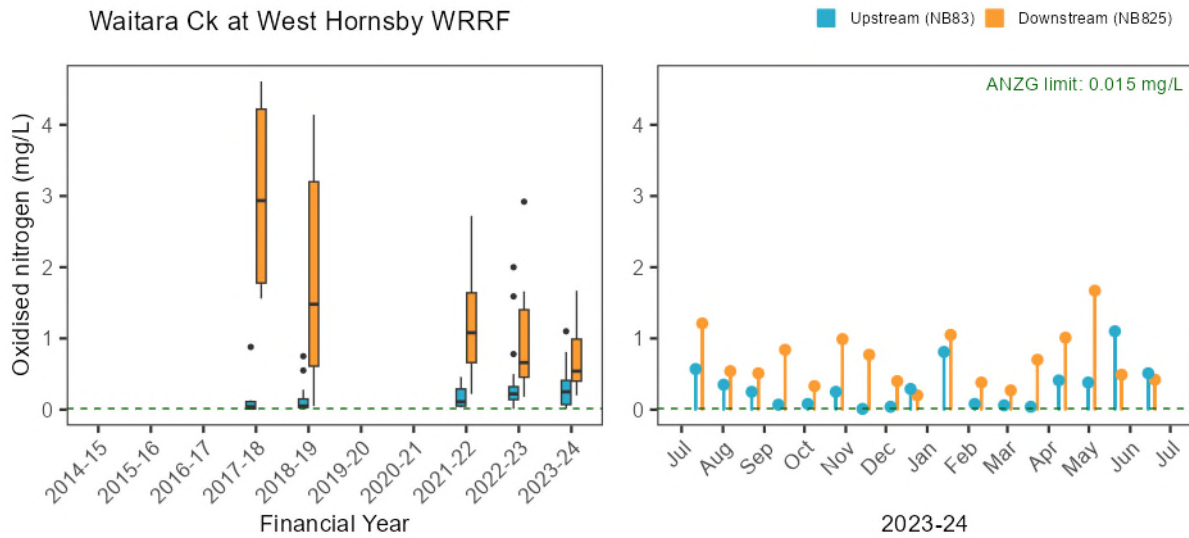 Waitara Ck at West Hornsby WRRF
Upstream (NB83) Downstream (NB825)
Oxidised nitrogen (mg/L)
4
3
2
1
0
2014-15 2015-16 2016-17 2017-18 2018-19 2019-20 2020-21 2021-22 2022-23 2023-24
Financial Year
ANZG limit: 0.015 mg/L
4
3
2
1
0
Jul Aug Sep Oct Nov Dec Jan Feb Mar Apr May Jun Jul
2023-24